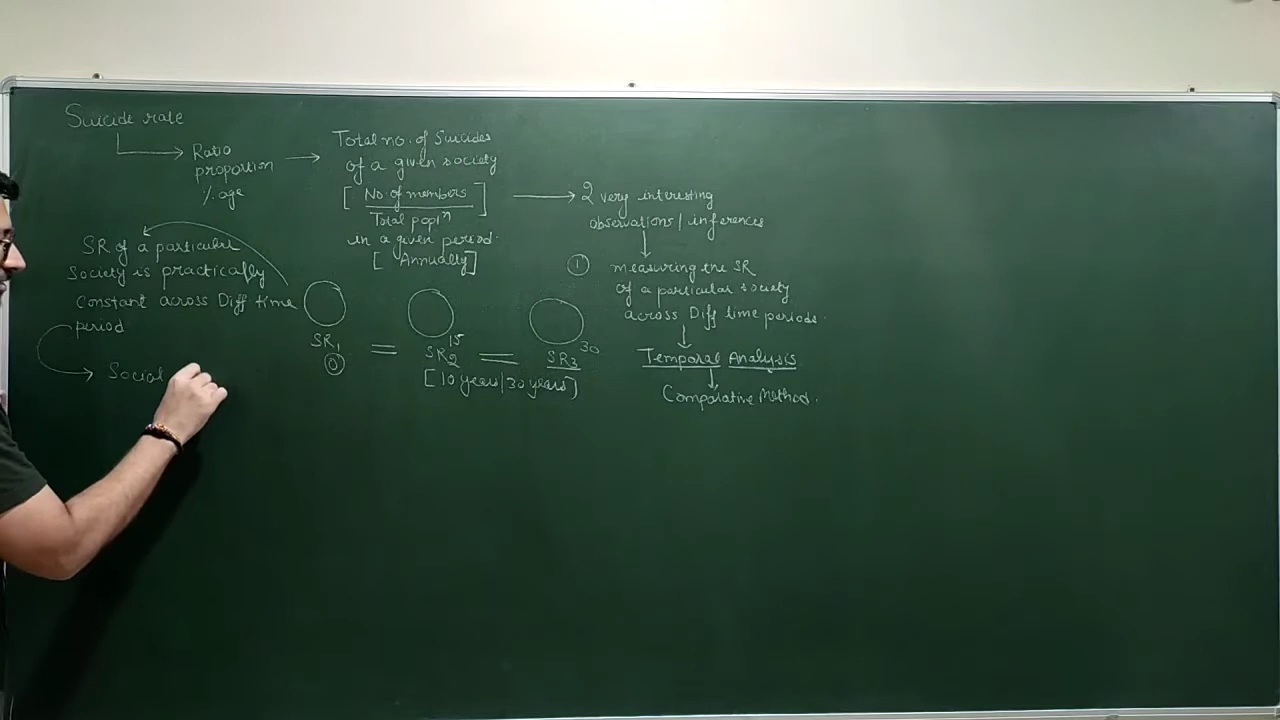 Suicide rate
Ratio
proportion
% age
Total no. of Suicides
of a given society
[ No. of members ]
Total popⁿ
in a given period.
[ Annually ]
2 very interesting
observations / inferences
① measuring the SR
of a particular society
across Diff time periods.
Temporal Analysis
Comparative Method.
SR of a particular
Society is practically
Constant across Diff time
period
Social
SR₁ = SR₂ = SR₃
0 15 30
[10 years/30 years]